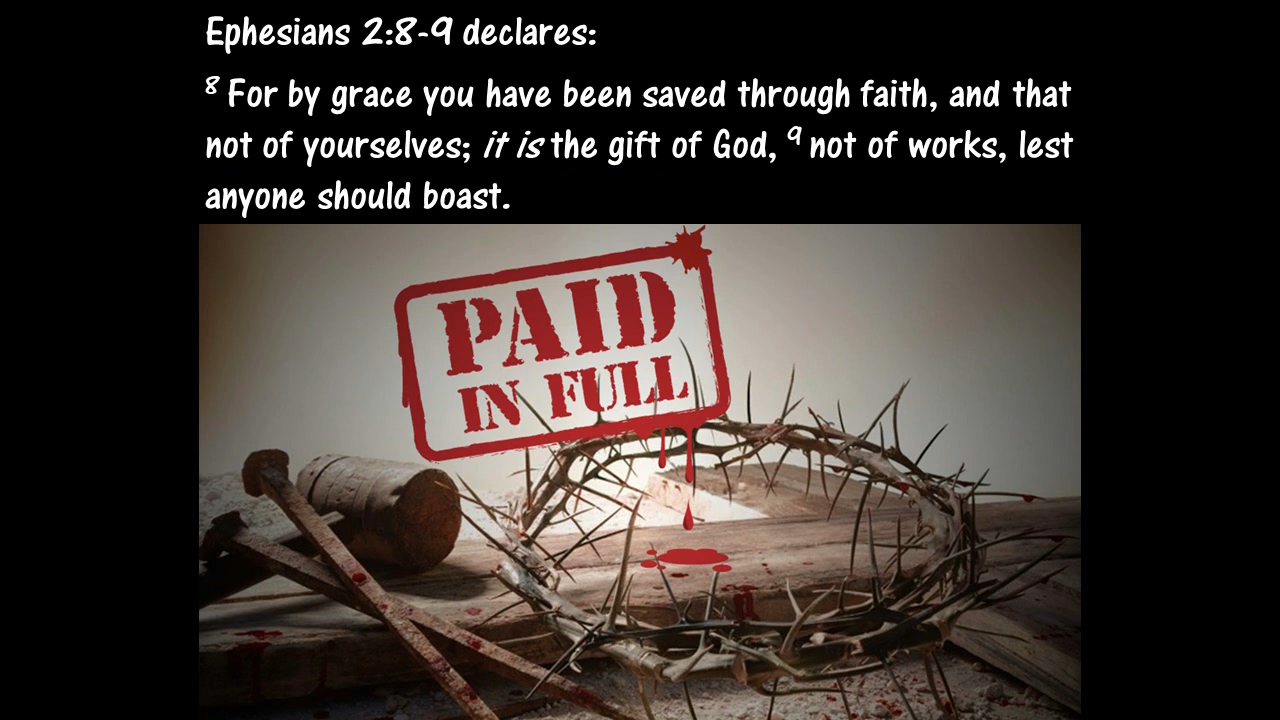 Ephesians 2:8-9 declares:
8 For by grace you have been saved through faith, and that
not of yourselves; it is the gift of God, 9 not of works, lest
anyone should boast.
PAID
IN FULL